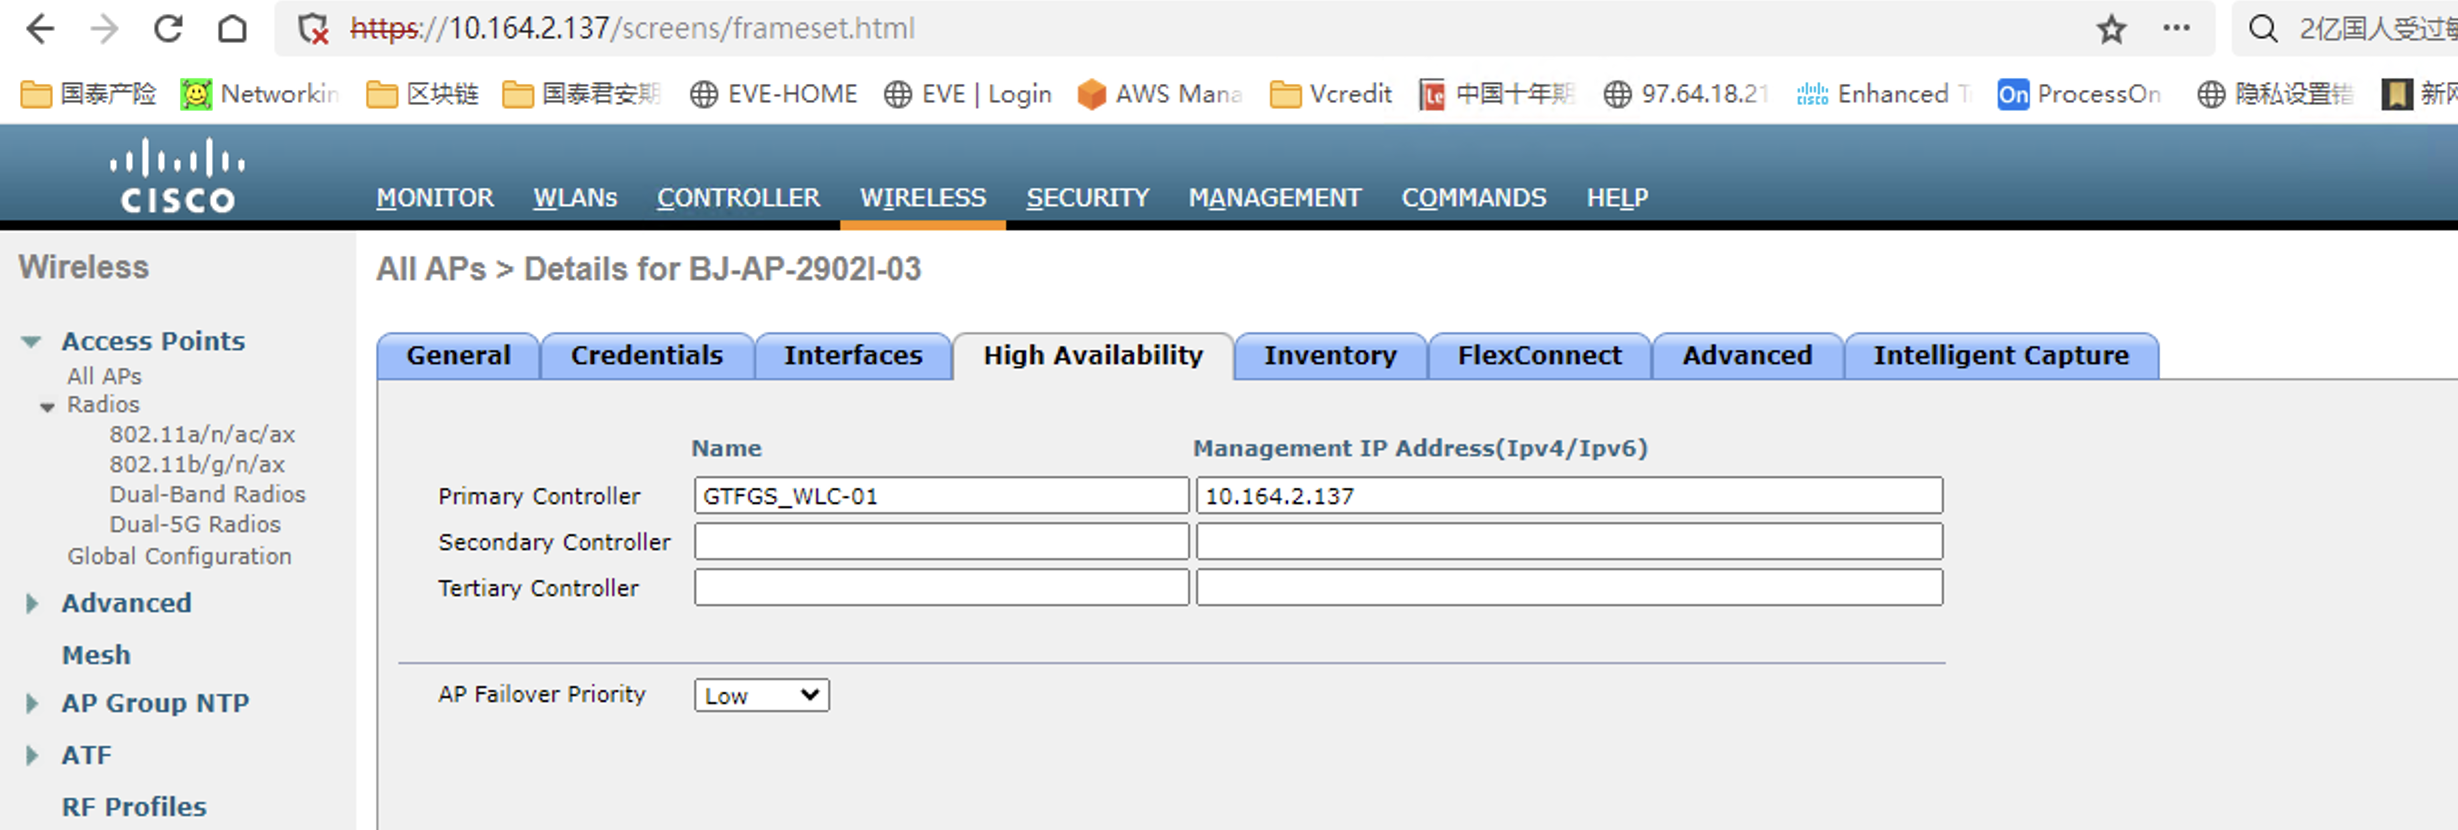 https://10.164.2.137/screens/frameset.html
2亿国人受过敏
国泰产险 Networkin 区块链 国泰君安期 EVE-HOME EVE | Login AWS Mana Vcredit 中国十年期 97.64.18.21 Enhanced T ProcessOn 隐私设置错 新网
CISCO
MONITOR WLANs CONTROLLER WIRELESS SECURITY MANAGEMENT COMMANDS HELP
Wireless
Access Points
All APs
Radios
802.11a/n/ac/ax
802.11b/g/n/ax
Dual-Band Radios
Dual-5G Radios
Global Configuration
Advanced
Mesh
AP Group NTP
ATF
RF Profiles
All APs > Details for BJ-AP-2902I-03
General Credentials Interfaces High Availability Inventory FlexConnect Advanced Intelligent Capture
Name Management IP Address(Ipv4/Ipv6)
Primary Controller GTFGS_WLC-01 10.164.2.137
Secondary Controller
Tertiary Controller
AP Failover Priority Low